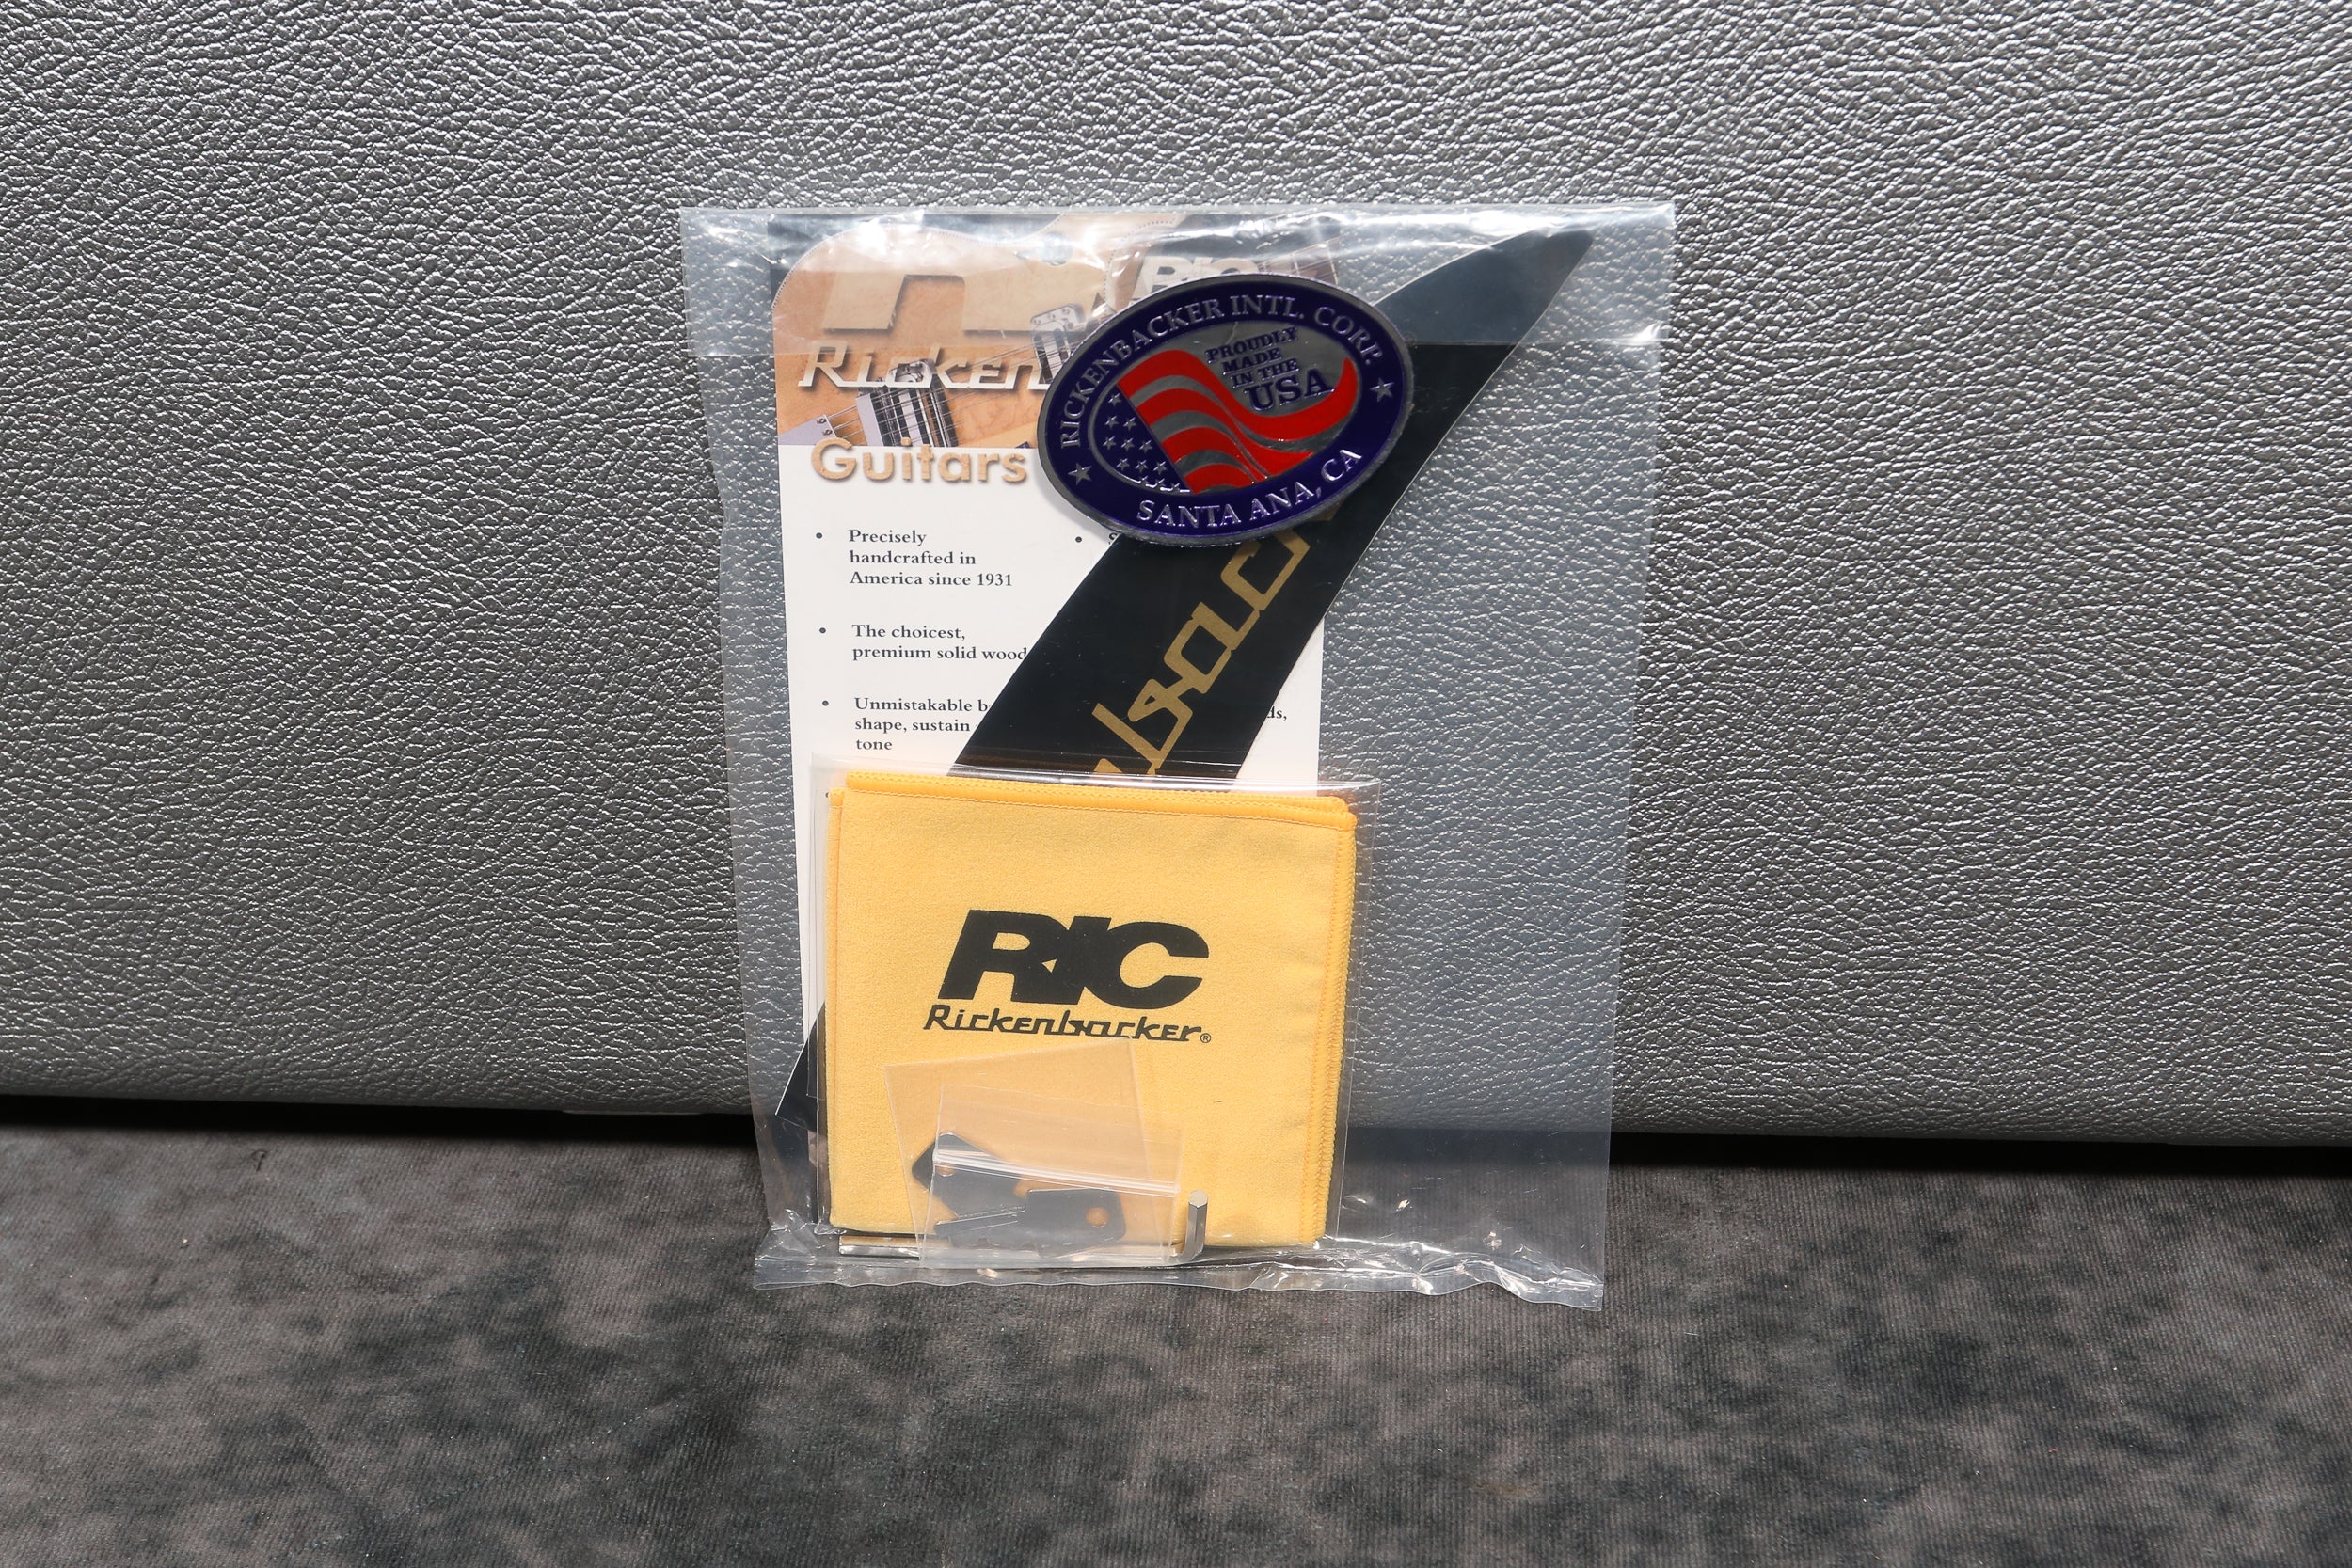 RICKENBACKER INTL. CORP.
PROUDLY
MADE
IN THE
USA
SANTA ANA, CA
Guitars
• Precisely
handcrafted in
America since 1931
• The choicest,
premium solid wood
• Unmistakable
shape, sustain
tone
RIC
Rickenbacker®